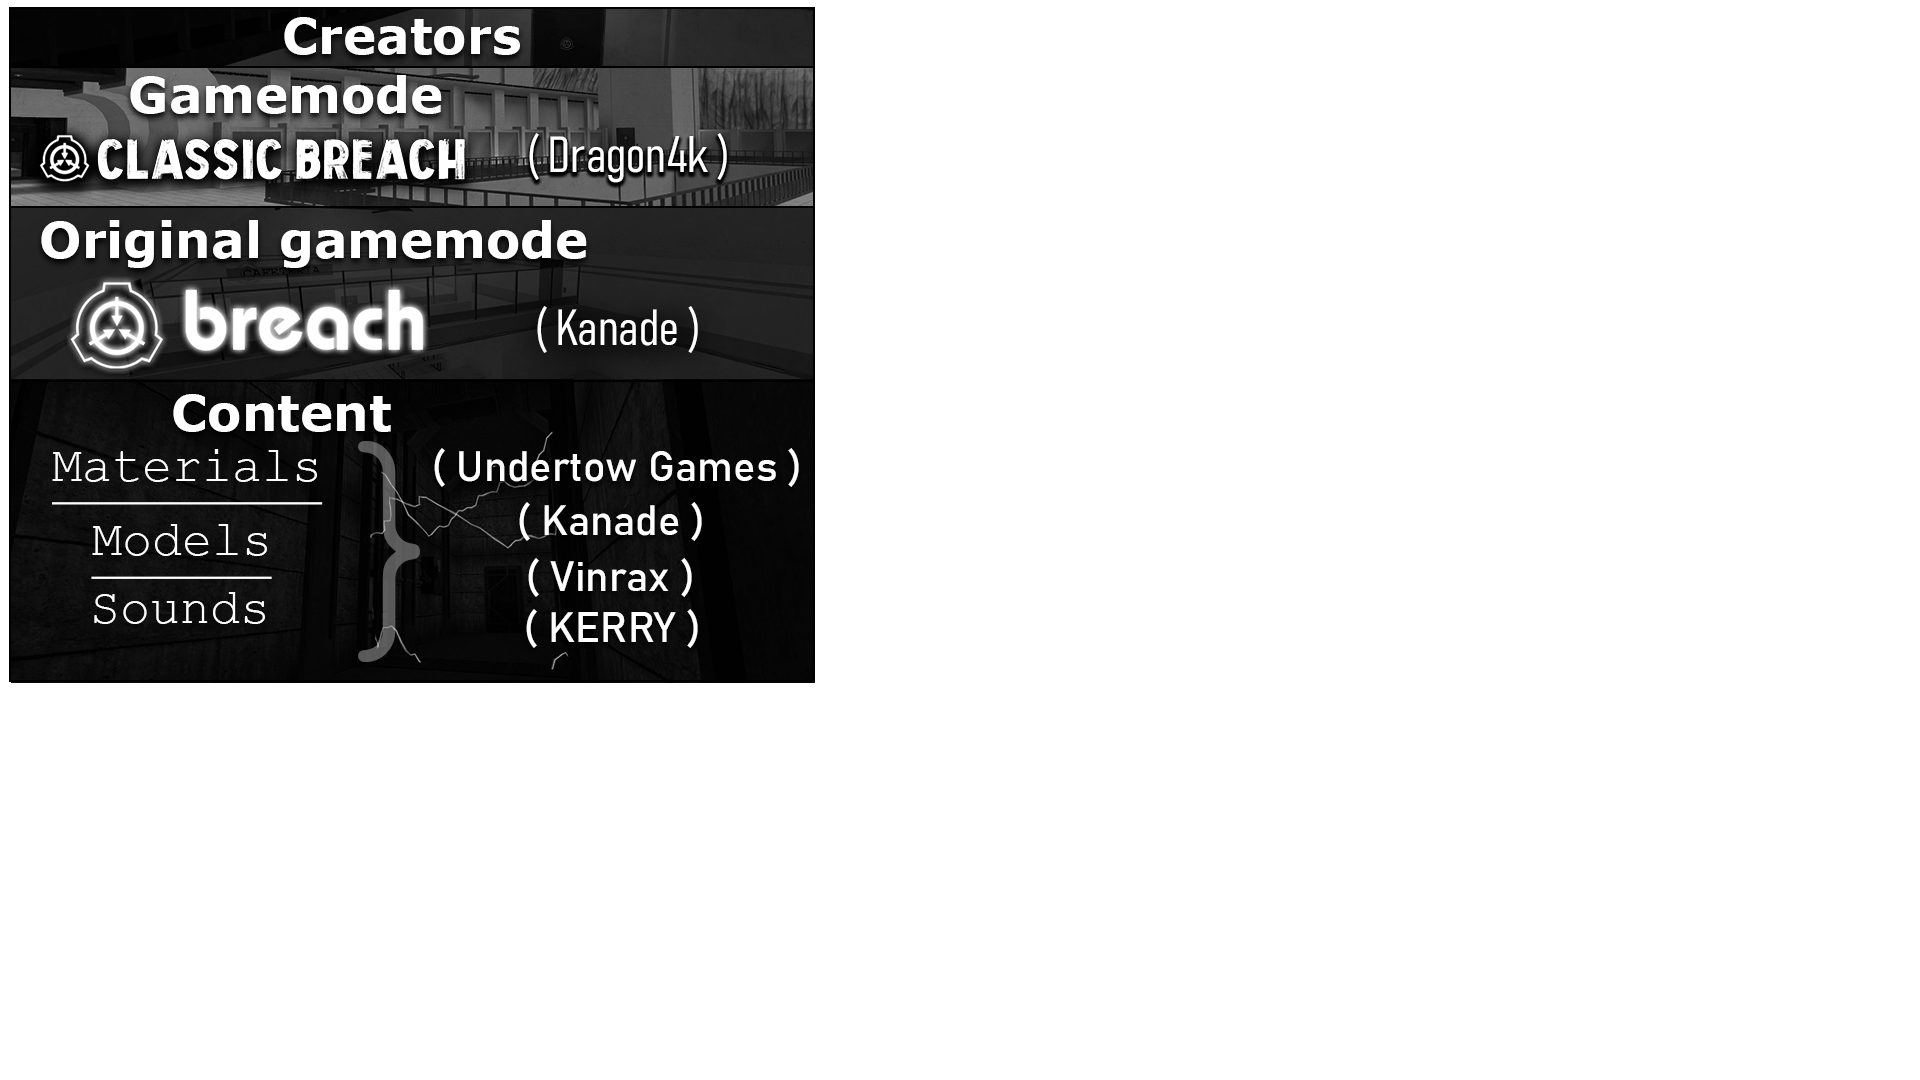 Creators
Gamemode
CLASSIC BREACH ( Dragon4k )
Original gamemode
breach ( Kanade )
Content
Materials ( Undertow Games )
( Kanade )
Models
( Vinrax )
Sounds
( KERRY )